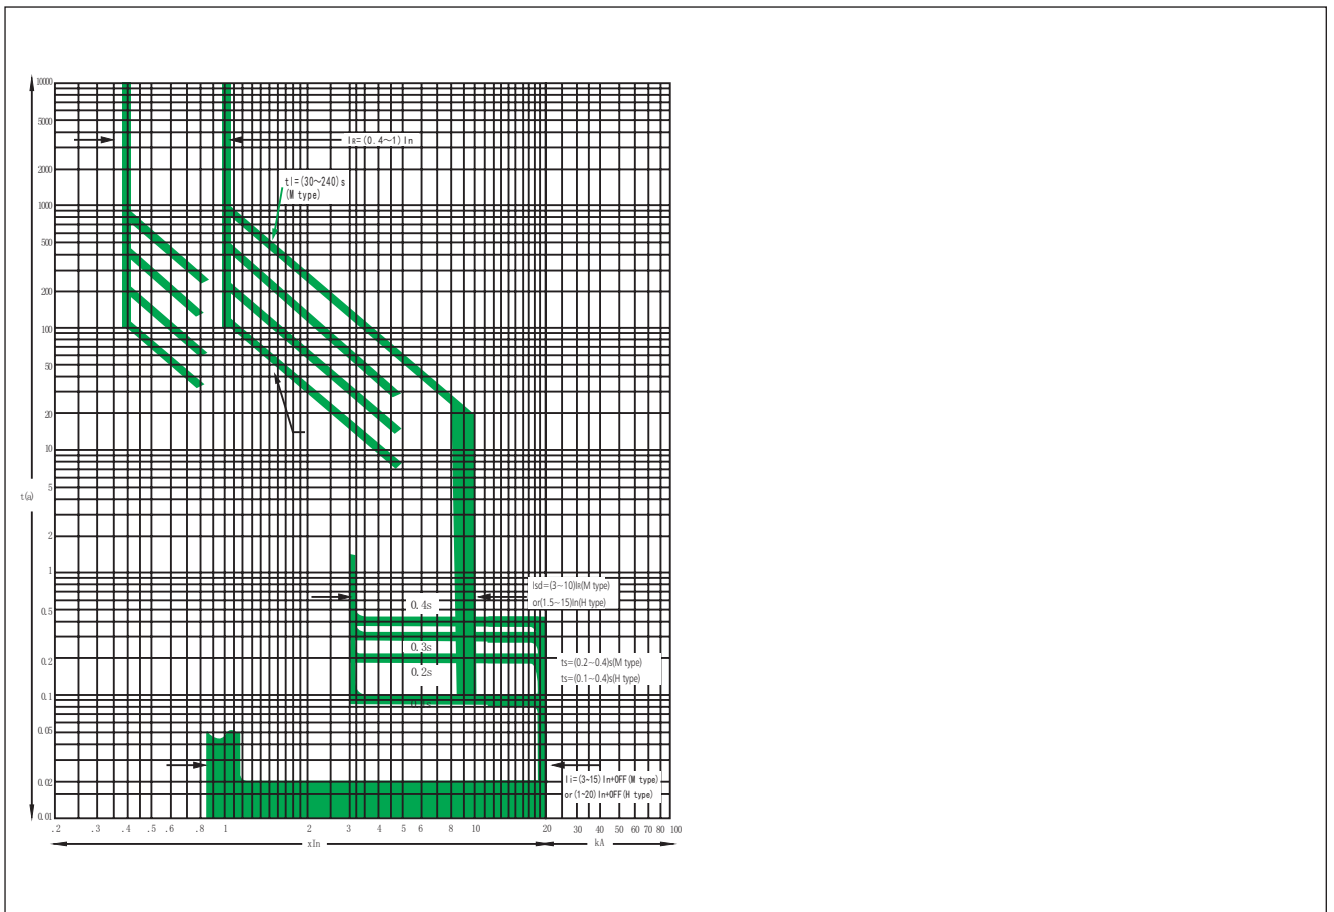 10000
5000
2000
1000
500
200
100
50
20
10
5
2
1
0.5
0.2
0.1
0.05
0.02
0.01
t(a)
IR=(0.4~1)In
tl=(30~240)s
(M type)
0.4s
0.3s
0.2s
Isd=(3~10)IR(M type)
or(1.5~15)In(H type)
ts=(0.2~0.4)s(M type)
ts=(0.1~0.4)s(H type)
Ii=(3~15)In+OFF(M type)
or(1~20)In+OFF(H type)
.2 .3 .4 .5 .6 .8 1 2 3 4 5 6 8 10 20 30 40 50 60 70 80 100
xIn kA